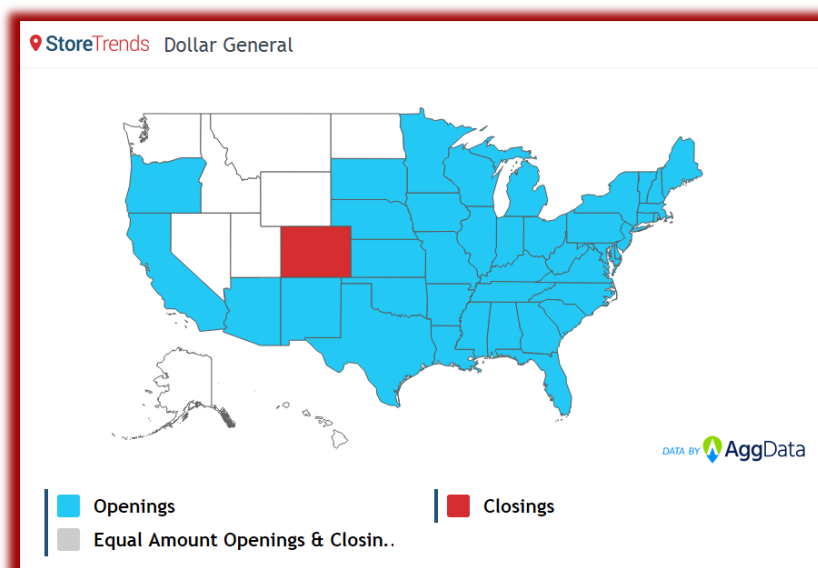 StoreTrends Dollar General
DATA BY AggData
Openings
Closings
Equal Amount Openings & Closin..